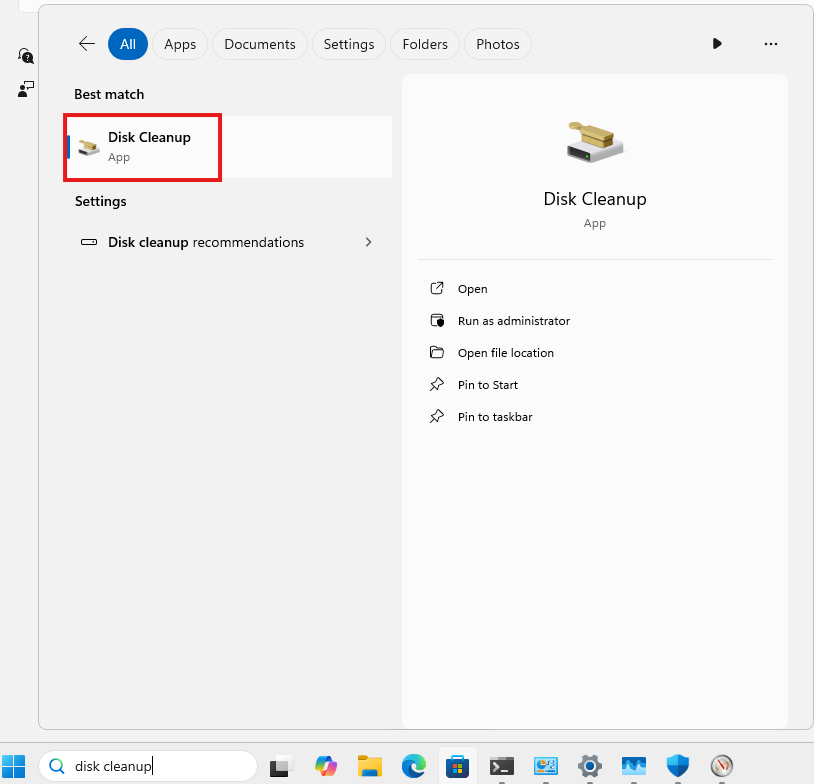 All
Apps
Documents
Settings
Folders
Photos
Best match
Disk Cleanup
App
Settings
Disk cleanup recommendations
Disk Cleanup
App
Open
Run as administrator
Open file location
Pin to Start
Pin to taskbar
disk cleanup